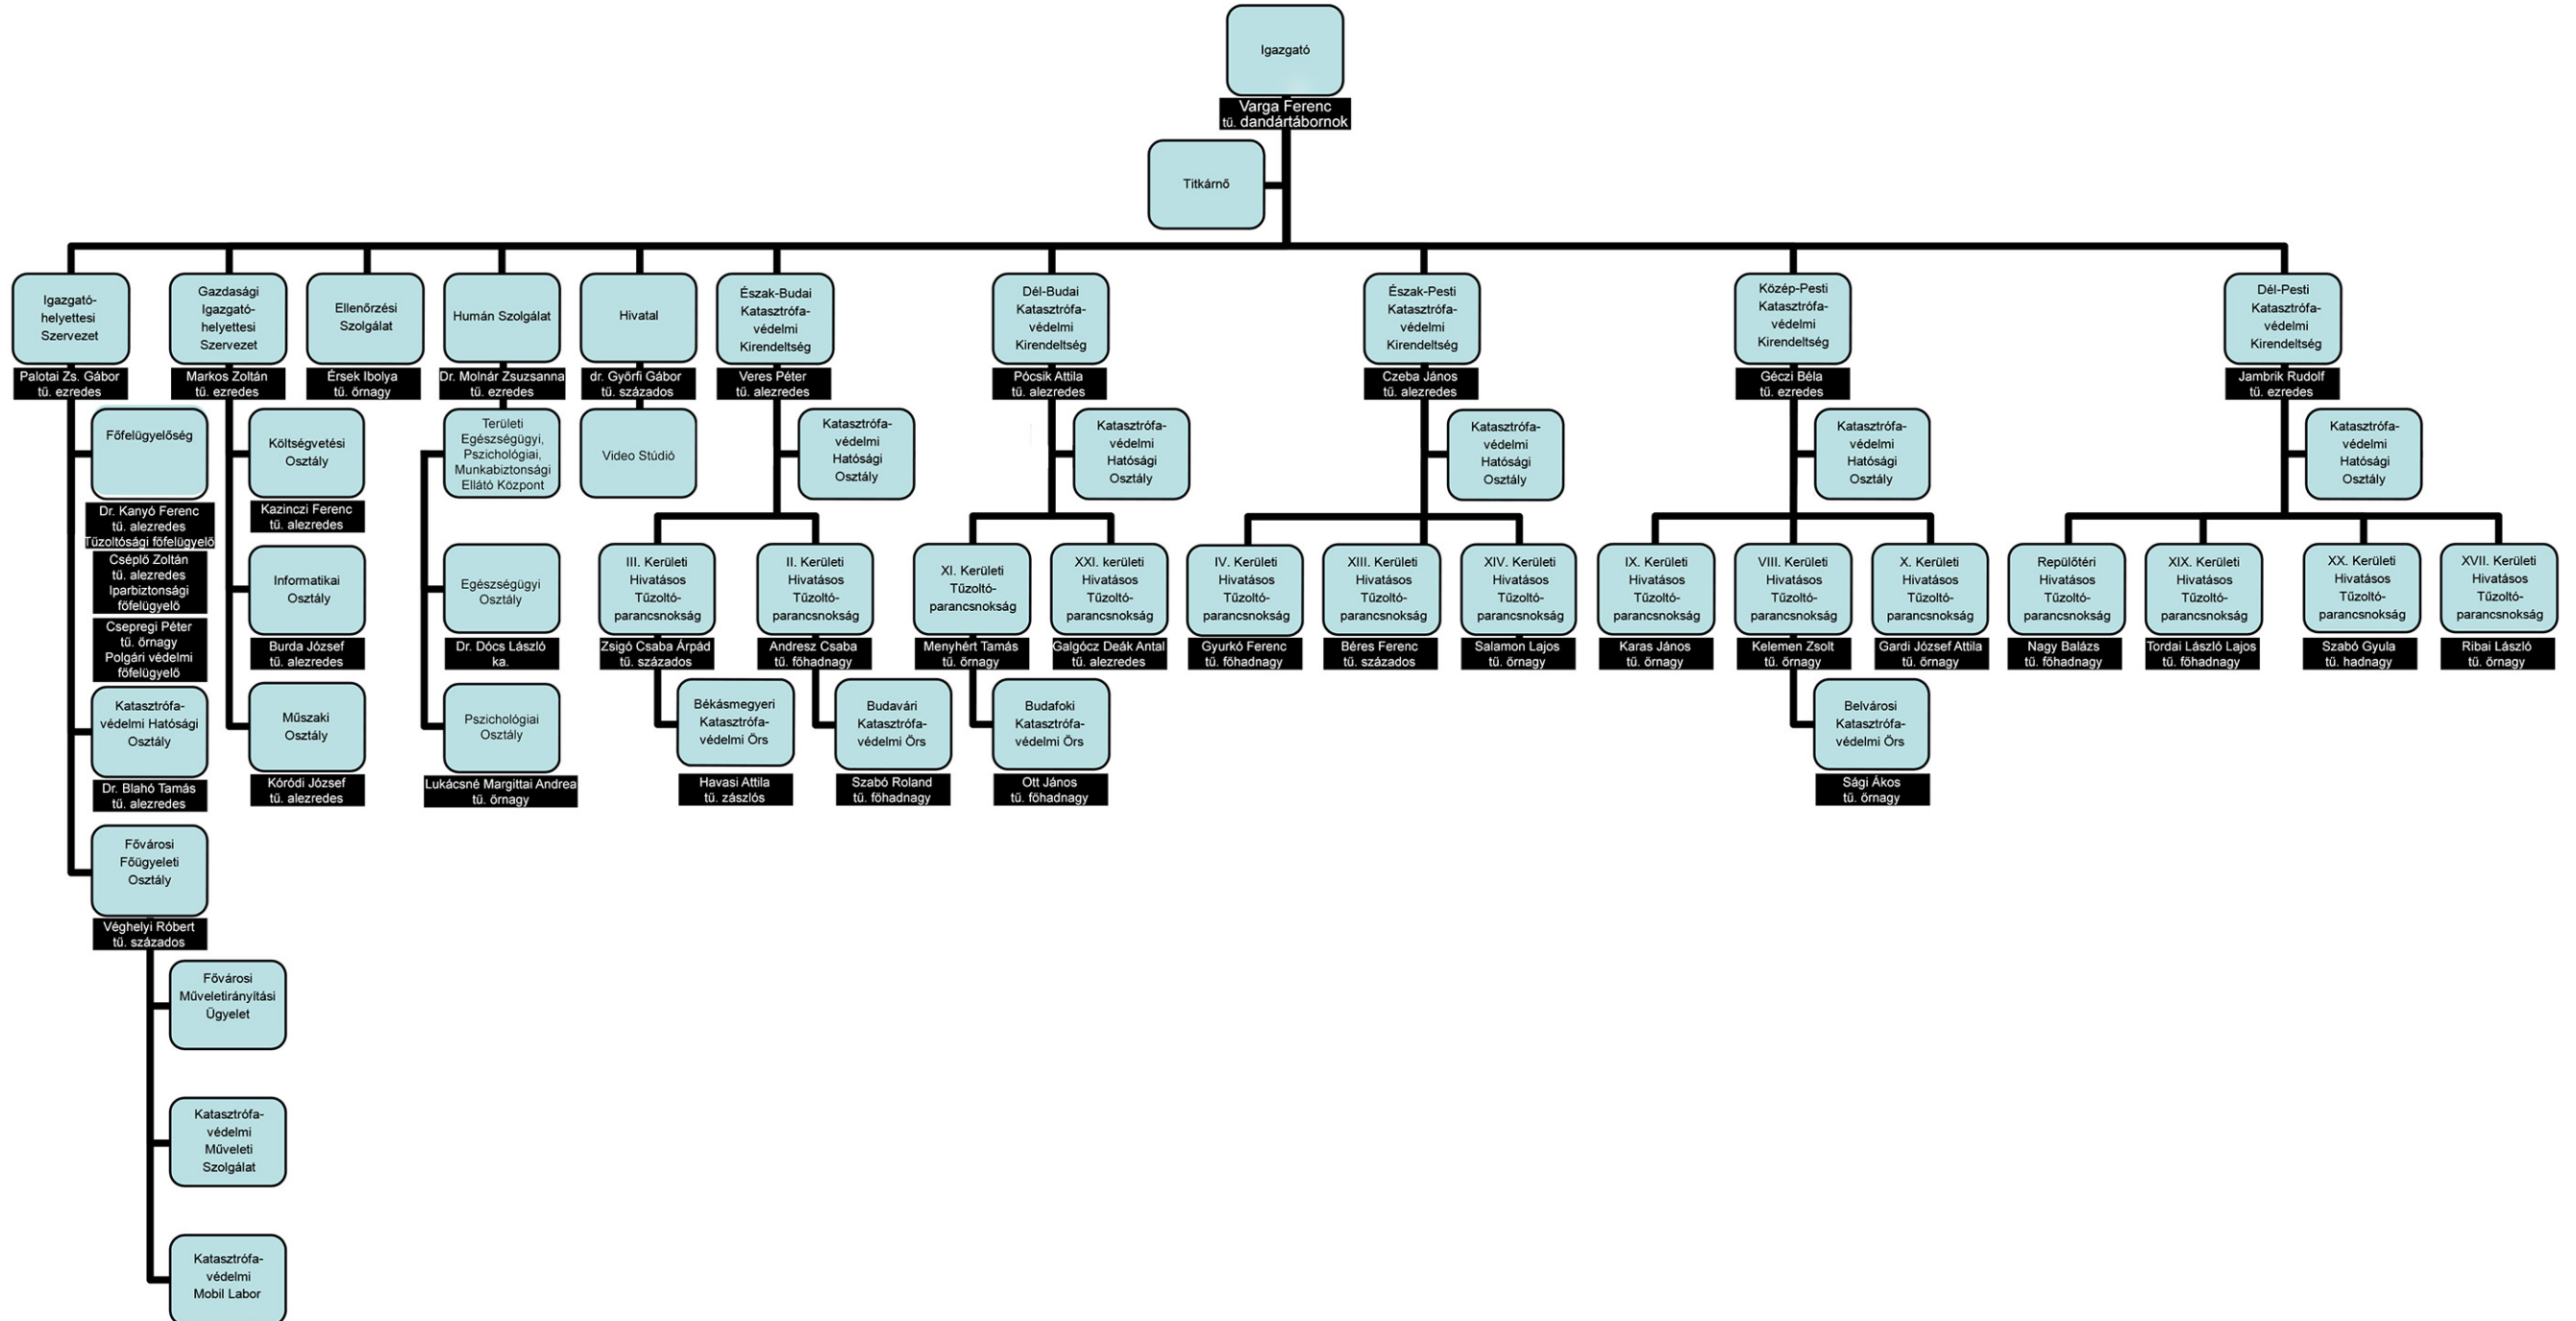 Igazgató
Varga Ferenc
tű. dandártábornok
Titkárnő
Igazgató-
helyettesi
Szervezet
Palotai Zs. Gábor
tű. ezredes
Gazdasági
Igazgató-
helyettesi
Szervezet
Markos Zoltán
tű. ezredes
Ellenőrzési
Szolgálat
Érsek Ibolya
tű. őrnagy
Humán Szolgálat
Dr. Molnár Zsuzsanna
tű. ezredes
Hivatal
dr. Győrfi Gábor
tű. százados
Észak-Budai
Katasztrófa-
védelmi
Kirendeltség
Veres Péter
tű. alezredes
Dél-Budai
Katasztrófa-
védelmi
Kirendeltség
Pócsik Attila
tű. alezredes
Észak-Pesti
Katasztrófa-
védelmi
Kirendeltség
Czeba János
tű. alezredes
Közép-Pesti
Katasztrófa-
védelmi
Kirendeltség
Géczi Béla
tű. ezredes
Dél-Pesti
Katasztrófa-
védelmi
Kirendeltség
Jambrik Rudolf
tű. ezredes
Főfelügyelőség
Dr. Kanyó Ferenc
tű. alezredes
Tűzoltósági főfelügyelő
Cséplő Zoltán
tű. alezredes
Iparbiztonsági
főfelügyelő
Csepregi Péter
tű. őrnagy
Polgári védelmi
főfelügyelő
Költségvetési
Osztály
Kazinczi Ferenc
tű. alezredes
Területi
Egészségügyi,
Pszichológiai,
Munkabiztonsági
Ellátó Központ
Video Stúdió
Katasztrófa-
védelmi
Hatósági
Osztály
Katasztrófa-
védelmi
Hatósági
Osztály
Katasztrófa-
védelmi
Hatósági
Osztály
Katasztrófa-
védelmi
Hatósági
Osztály
Katasztrófa-
védelmi
Hatósági
Osztály
Informatikai
Osztály
Burda József
tű. alezredes
Egészségügyi
Osztály
Dr. Dócs László
ka.
III. Kerületi
Hivatásos
Tűzoltó-
parancsnokság
Zsigó Csaba Árpád
tű. százados
II. Kerületi
Hivatásos
Tűzoltó-
parancsnokság
Andresz Csaba
tű. főhadnagy
XI. Kerületi
Tűzoltó-
parancsnokság
Menyhért Tamás
tű. őrnagy
XXI. kerületi
Hivatásos
Tűzoltó-
parancsnokság
Galgócz Deák Antal
tű. alezredes
IV. Kerületi
Hivatásos
Tűzoltó-
parancsnokság
Gyurkó Ferenc
tű. főhadnagy
XIII. Kerületi
Hivatásos
Tűzoltó-
parancsnokság
Béres Ferenc
tű. százados
XIV. Kerületi
Hivatásos
Tűzoltó-
parancsnokság
Salamon Lajos
tű. őrnagy
IX. Kerületi
Hivatásos
Tűzoltó-
parancsnokság
Karas János
tű. őrnagy
VIII. Kerületi
Hivatásos
Tűzoltó-
parancsnokság
Kelemen Zsolt
tű. őrnagy
X. Kerületi
Hivatásos
Tűzoltó-
parancsnokság
Gardi József Attila
tű. őrnagy
Repülőtéri
Hivatásos
Tűzoltó-
parancsnokság
Nagy Balázs
tű. főhadnagy
XIX. Kerületi
Hivatásos
Tűzoltó-
parancsnokság
Tordai László Lajos
tű. főhadnagy
XX. Kerületi
Hivatásos
Tűzoltó-
parancsnokság
Szabó Gyula
tű. hadnagy
XVII. Kerületi
Hivatásos
Tűzoltó-
parancsnokság
Ribai László
tű. őrnagy
Katasztrófa-
védelmi Hatósági
Osztály
Dr. Blahó Tamás
tű. alezredes
Műszaki
Osztály
Kóródi József
tű. alezredes
Pszichológiai
Osztály
Lukácsné Margittai Andrea
tű. őrnagy
Békásmegyeri
Katasztrófa-
védelmi Őrs
Havasi Attila
tű. zászlós
Budavári
Katasztrófa-
védelmi Őrs
Szabó Roland
tű. főhadnagy
Budafoki
Katasztrófa-
védelmi Őrs
Ott János
tű. főhadnagy
Belvárosi
Katasztrófa-
védelmi Őrs
Sági Ákos
tű. őrnagy
Fővárosi
Főügyeleti
Osztály
Véghelyi Róbert
tű. százados
Fővárosi
Műveletirányítási
Ügyelet
Katasztrófa-
védelmi
Műveleti
Szolgálat
Katasztrófa-
védelmi
Mobil Labor